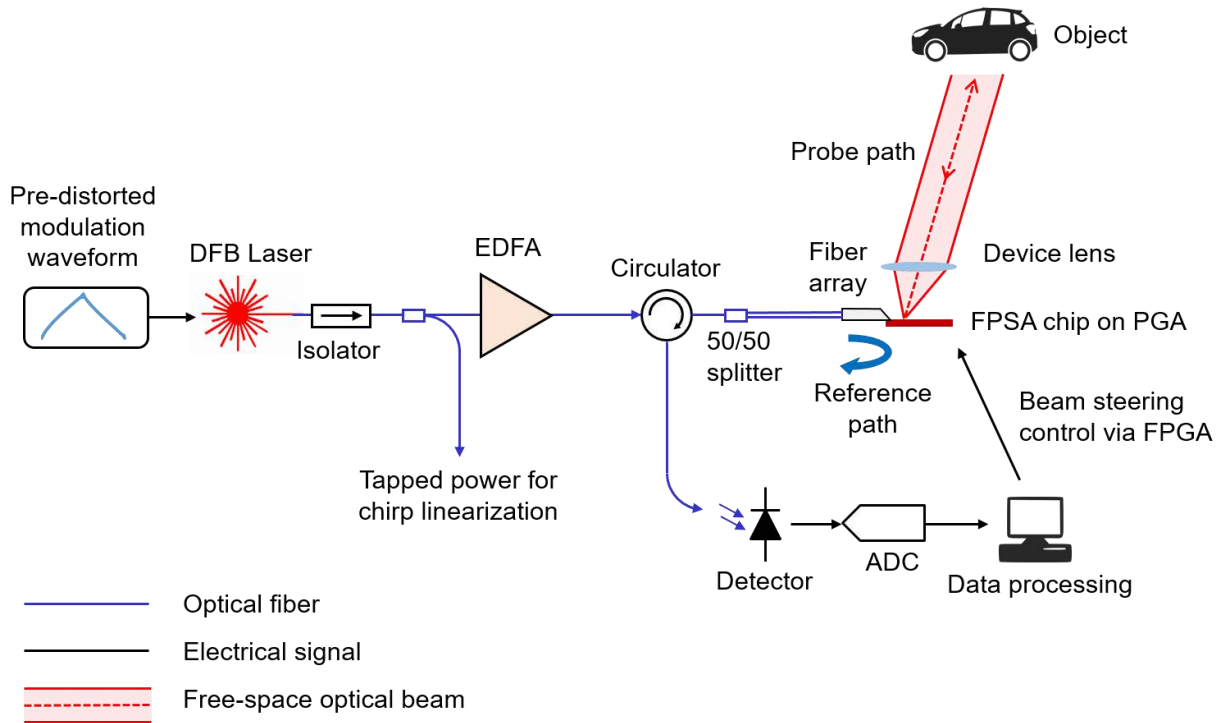 Object
Probe path
Pre-distorted
modulation
waveform
DFB Laser
EDFA
Circulator
Fiber
array
Device lens
Isolator
50/50
splitter
FPSA chip on PGA
Reference
path
Beam steering
control via FPGA
Tapped power for
chirp linearization
Detector
ADC
Data processing
Optical fiber
Electrical signal
Free-space optical beam